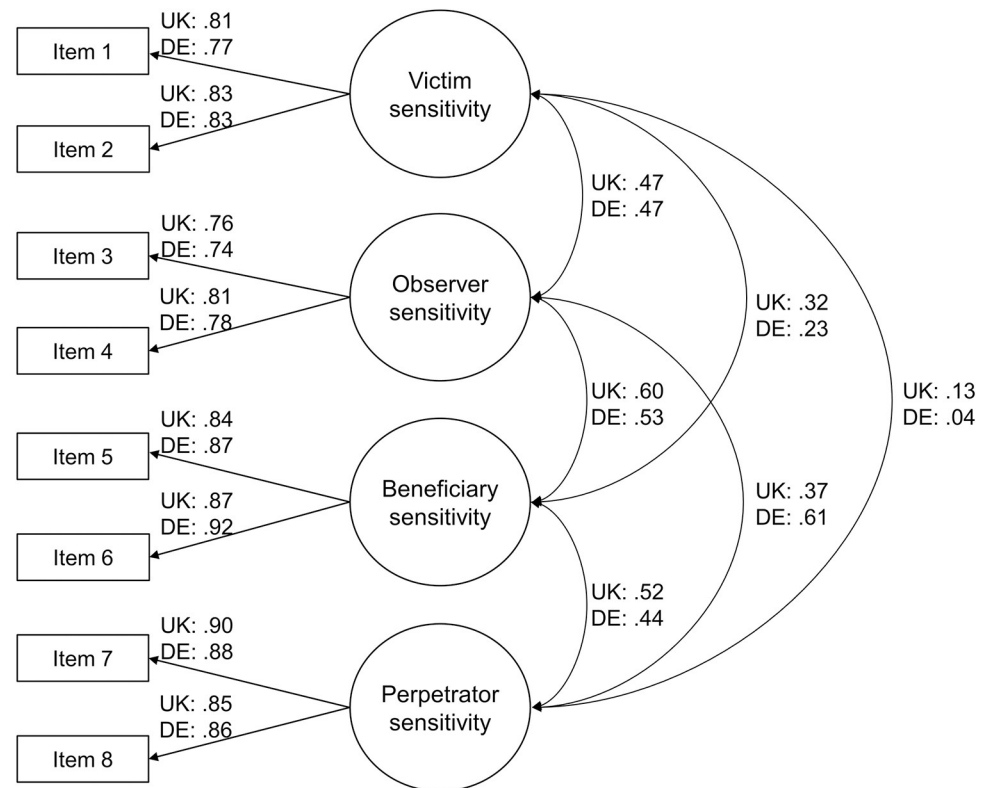 UK: .81
Item 1
DE: .77
Victim
sensitivity
UK: .83
DE: .83
Item 2
UK: .47
DE: .47
UK: .76
Item 3
DE: .74
Observer
sensitivity
UK: .81
DE: .78
Item 4
UK: .32
DE: .23
UK: .60
DE: .53
UK: .13
DE: .04
UK: .84
Item 5
DE: .87
Beneficiary
sensitivity
UK: .87
DE: .92
Item 6
UK: .37
DE: .61
UK: .52
DE: .44
UK: .90
Item 7
DE: .88
Perpetrator
sensitivity
UK: .85
DE: .86
Item 8